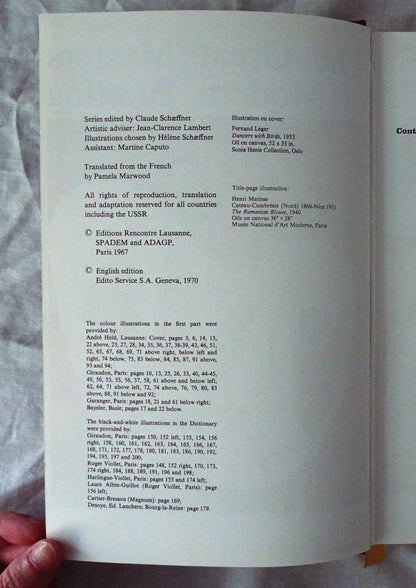 Series edited by Claude Schæffner
Artistic adviser: Jean-Clarence Lambert
Illustrations chosen by Hélène Schæffner
Assistant: Martine Caputo
Translated from the French
by Pamela Marwood
All rights of reproduction, translation
and adaptation reserved for all countries
including the USSR
© Editions Rencontre Lausanne,
SPADEM and ADAGP,
Paris 1967
© English edition
Edito Service S.A. Geneva, 1970
The colour illustrations in the first part were
provided by:
André Held, Lausanne: Cover, pages 3, 6, 14, 15,
22 above, 23, 27, 28, 34, 35, 36, 37, 38-39, 43, 46, 51,
52, 65, 67, 68, 69, 71 above right, below left and
right, 74 below, 75, 83 below, 84, 85, 87, 91 above,
93 and 94;
Giraudon, Paris: pages 10, 13, 25, 26, 33, 40, 44-45,
49, 50, 53, 55, 56, 57, 58, 61 above and below left,
62, 64, 71 above left, 72, 74 above, 76, 79, 80, 83
above, 88, 91 below and 92;
Garanger, Paris: pages 18, 21 and 61 below right;
Bayeler, Basle; pages 17 and 22 below.
The black-and-white illustrations in the Dictionary
were provided by:
Giraudon, Paris: pages 150, 152 left, 153, 154, 156
right, 158, 160, 161, 162, 163, 164, 165, 166, 167,
168, 171, 172, 177, 178, 180, 181, 183, 186, 190, 192,
194, 195, 197 and 200;
Roger Viollet, Paris: pages 148, 152 right, 170, 173,
174 right, 184, 188, 189, 191, 196 and 198;
Harlingue-Viollet, Paris: pages 155 and 174 left;
Laure Albin-Guillot (Roger Viollet, Paris): page
156 left;
Cartier-Bresson (Magnum): page 169;
Denoye, Ed. Lanchere, Bourg-la-Reine: page 179.
Illustration on cover:
Fernand Léger
Dancers with Birds, 1953
Oil on canvas, 52 x 35 in.
Sonia Henie Collection, Oslo
Title-page illustration:
Henri Matisse
Cateau-Cambrésis (Nord) 1869-Nice 1951
The Rumanian Blouse, 1940
Oils on canvas 36" × 28"
Musée National d'Art Moderne, Paris
Cont